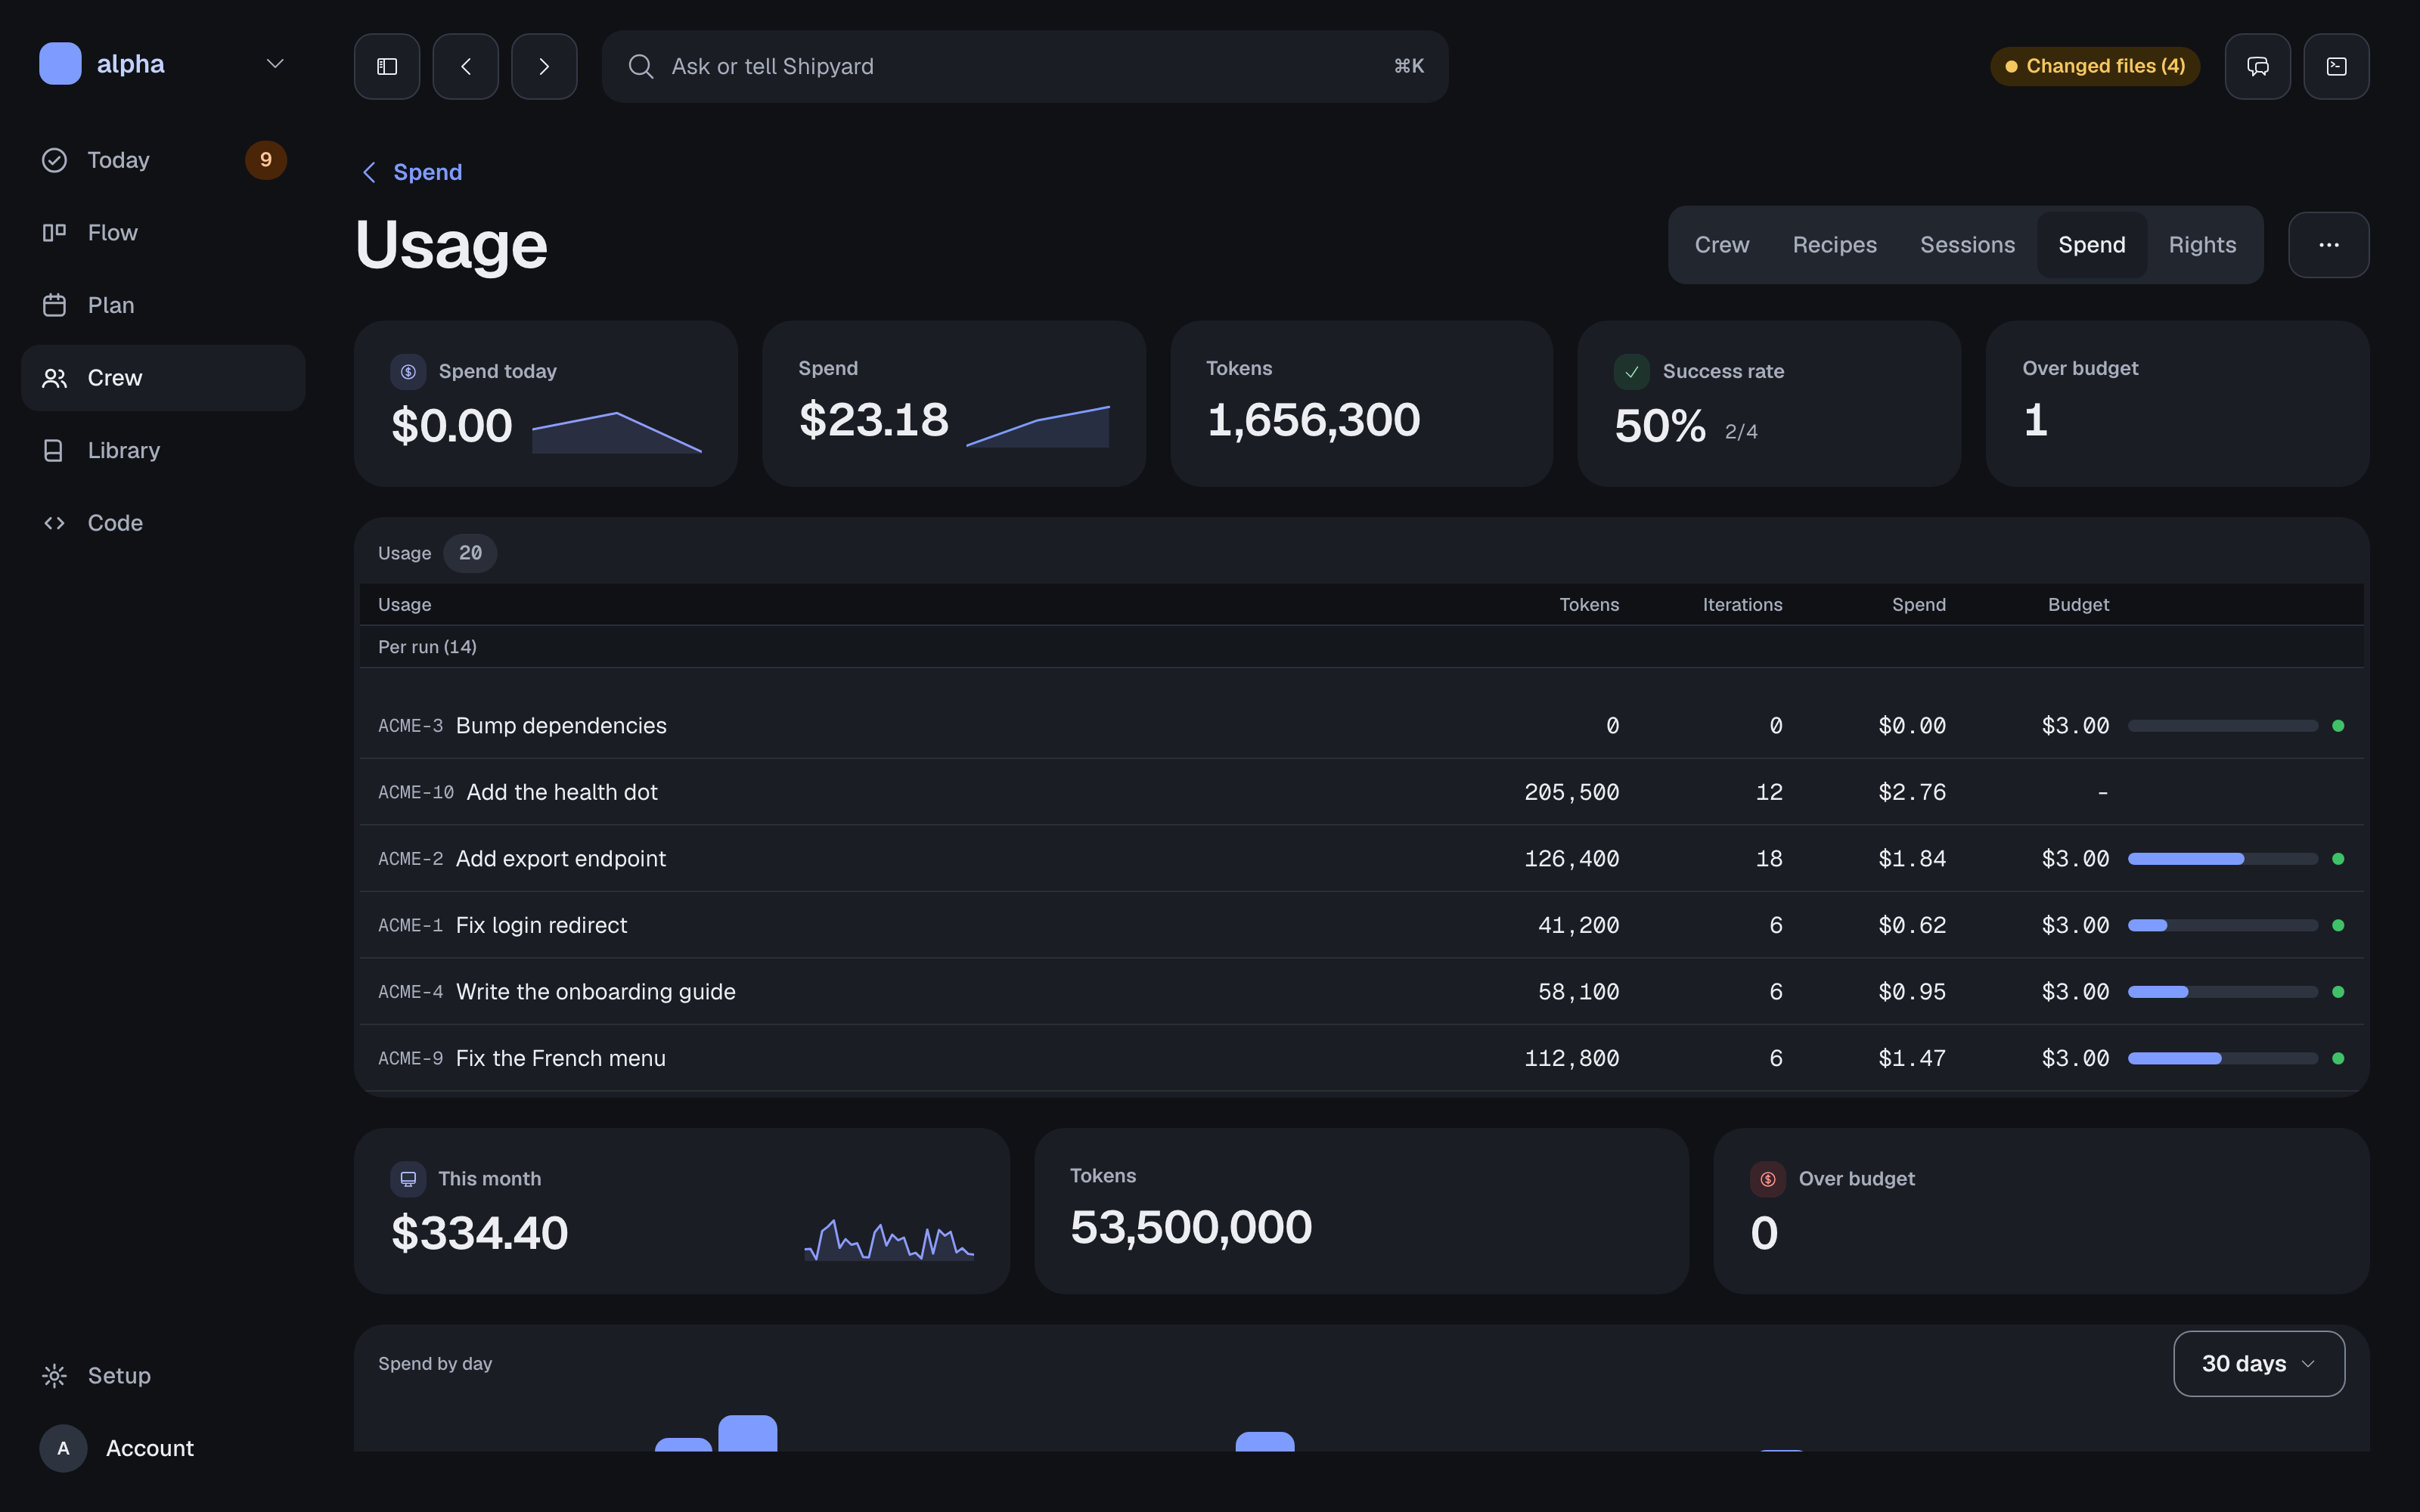 alpha
Ask or tell Shipyard ⌘K
Changed files (4)
Today 9
Flow
Plan
Crew
Library
Code
Setup
A Account
Spend
Usage
Crew Recipes Sessions Spend Rights
Spend today
$0.00
Spend
$23.18
Tokens
1,656,300
Success rate
50% 2/4
Over budget
1
Usage 20
Usage Tokens Iterations Spend Budget
Per run (14)
ACME-3 Bump dependencies 0 0 $0.00 $3.00
ACME-10 Add the health dot 205,500 12 $2.76 -
ACME-2 Add export endpoint 126,400 18 $1.84 $3.00
ACME-1 Fix login redirect 41,200 6 $0.62 $3.00
ACME-4 Write the onboarding guide 58,100 6 $0.95 $3.00
ACME-9 Fix the French menu 112,800 6 $1.47 $3.00
This month
$334.40
Tokens
53,500,000
Over budget
0
Spend by day
30 days